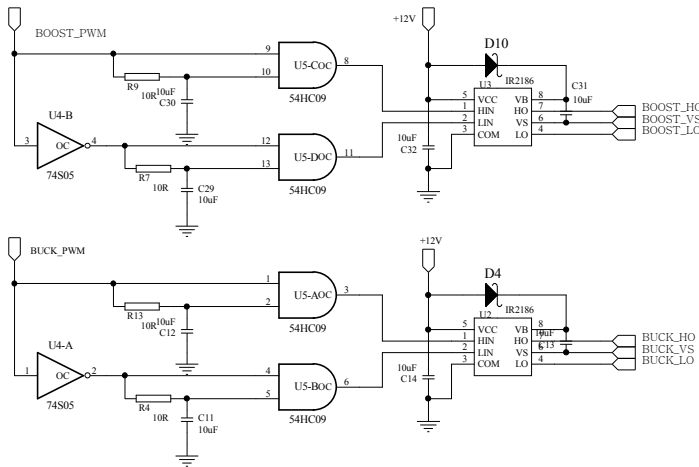 +12V
BOOST_PWM
D10
9
U5-COC
8
10
R9
10R
10uF
C30
54HC09
U3
IR2186
C31
10uF
5
VCC
VB
8
1
HIN
HO
7
BOOST_HO
2
LIN
VS
6
BOOST_VS
3
COM
LO
4
BOOST_LO
10uF
C32
U4-B
3
OC
4
74S05
12
U5-DOC
11
13
R7
10R
C29
10uF
54HC09
BUCK_PWM
+12V
D4
1
U5-AOC
3
2
R13
10R
10uF
C12
54HC09
U2
IR2186
5
VCC
VB
8
10uF
1
HIN
HO
7
C13
BUCK_HO
2
LIN
VS
6
BUCK_VS
3
COM
LO
4
BUCK_LO
10uF
C14
U4-A
1
OC
2
74S05
4
U5-BOC
6
5
R4
10R
C11
10uF
54HC09